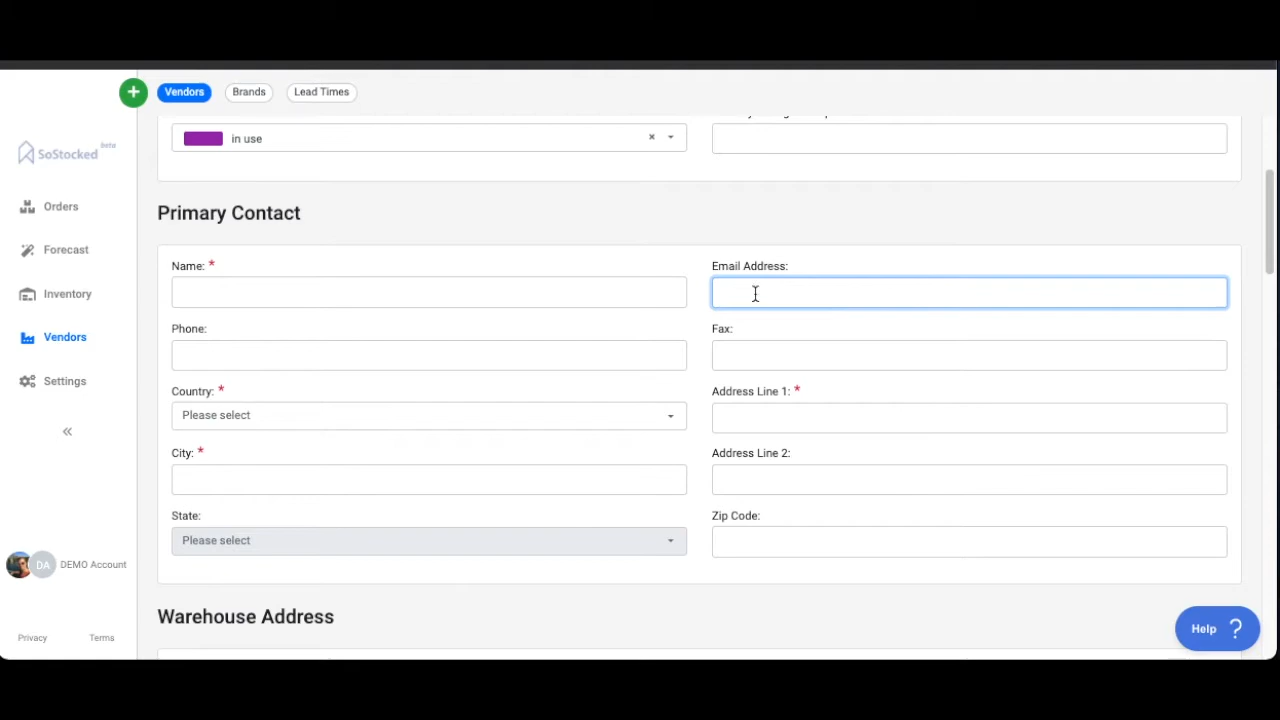 Vendors
Brands
Lead Times
in use
SoStocked beta
Orders
Forecast
Inventory
Vendors
Settings
DA
DEMO Account
Privacy
Terms
Primary Contact
Name: *
Email Address:
Phone:
Fax:
Country: *
Please select
Address Line 1: *
City: *
Address Line 2:
State:
Please select
Zip Code:
Warehouse Address
Help ?